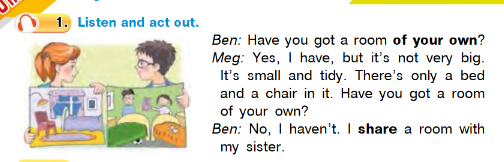 1. Listen and act out.
Ben: Have you got a room of your own?
Meg: Yes, I have, but it's not very big.
It's small and tidy. There's only a bed
and a chair in it. Have you got a room
of your own?
Ben: No, I haven't. I share a room with
my sister.